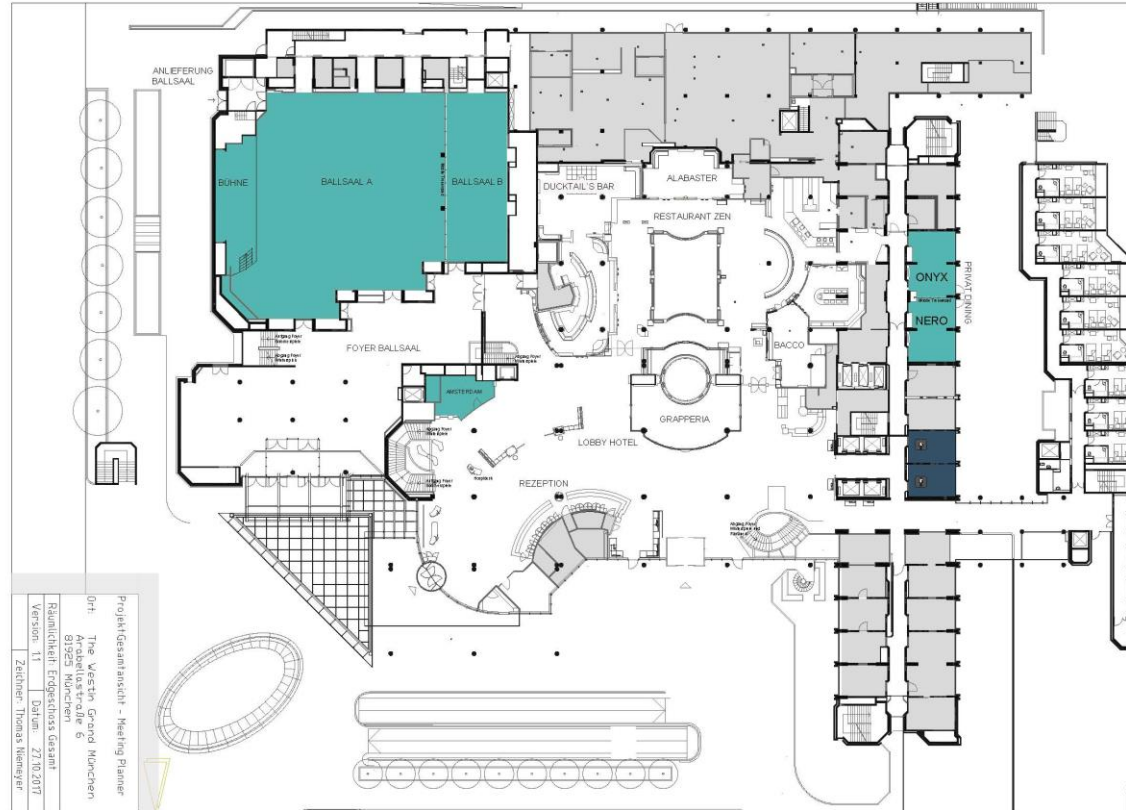 ANLIEFERUNG
BALLSAAL
BÜHNE
BALLSAAL A
BALLSAAL B
DUCKTAIL'S BAR
ALABASTER
RESTAURANT ZEN
ONYX
NERO
PRIVAT DINING
FOYER BALLSAAL
BACCO
AMSTERDAM
GRAPPERIA
LOBBY HOTEL
REZEPTION
Projekt:Gesamtansicht - Meeting Planner
Ort: The Westin Grand München
Arabellastraße 6
81925 München
Räumlichkeit: Erdgeschoss Gesamt
Version: 1.1 Datum: 27.10.2017
Zeichner: Thomas Niemeyer